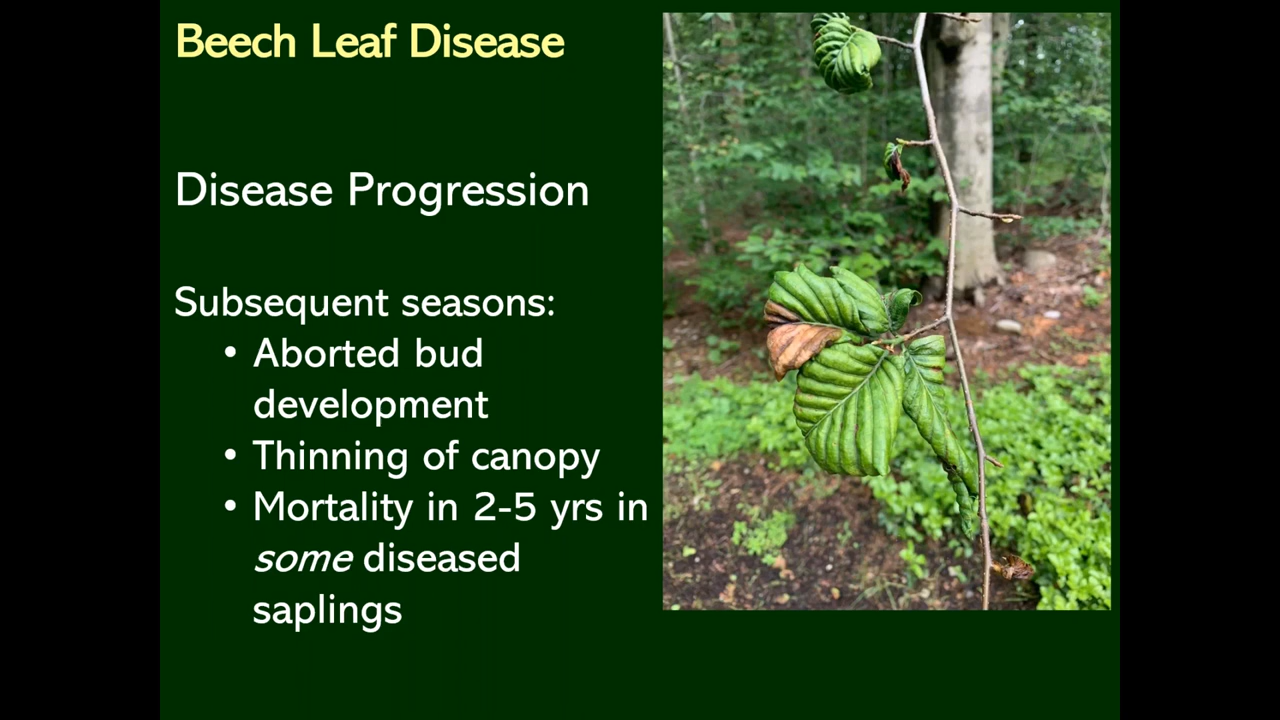 Beech Leaf Disease
Disease Progression
Subsequent seasons:
• Aborted bud
development
• Thinning of canopy
• Mortality in 2-5 yrs in
some diseased
saplings